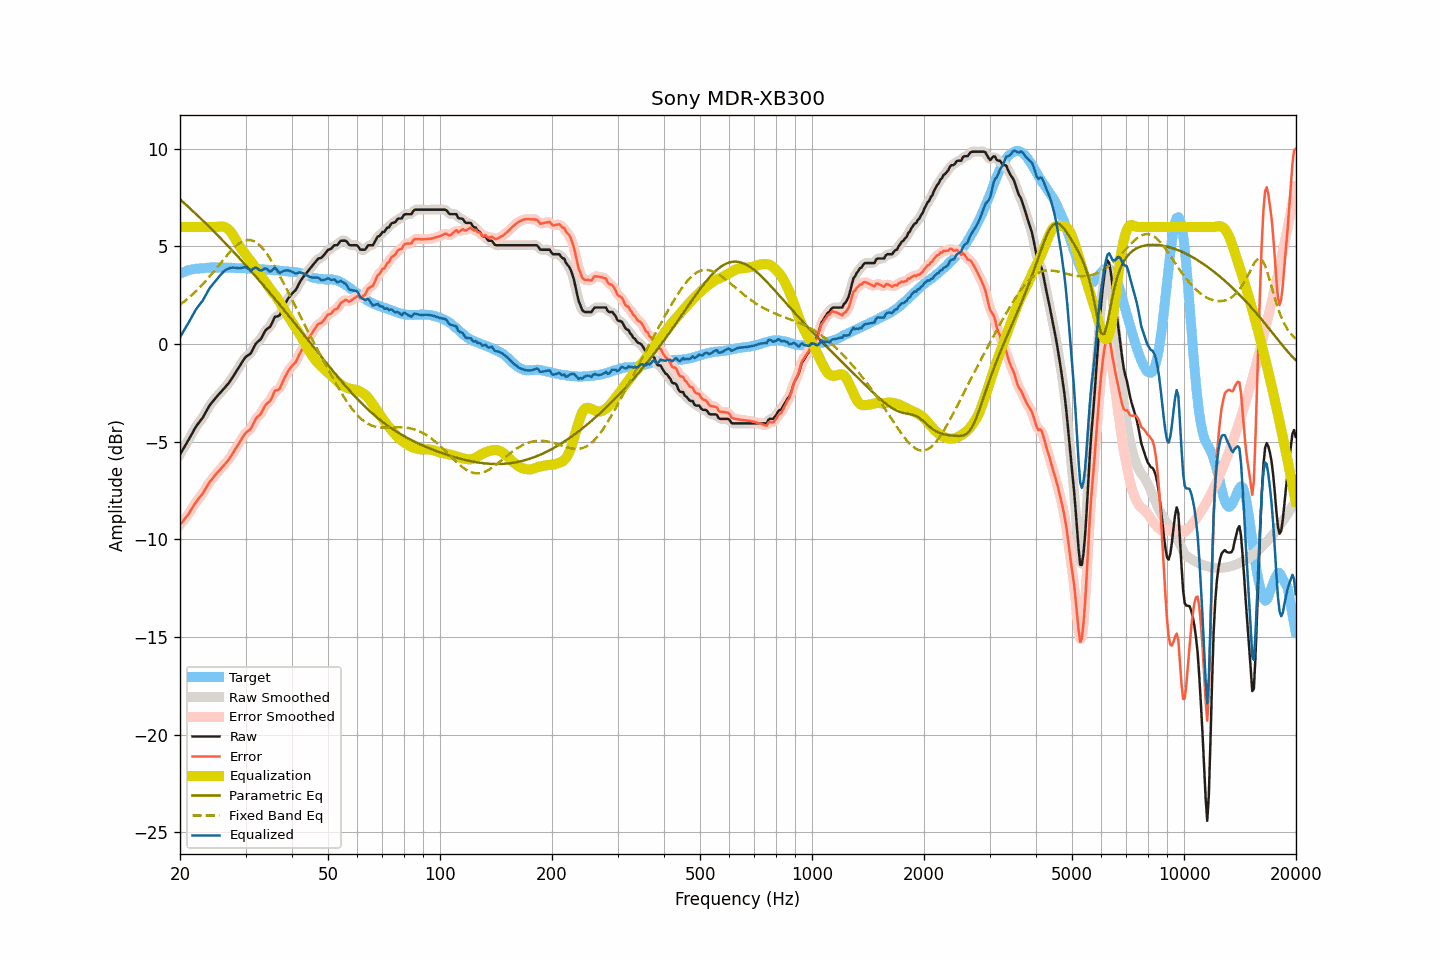 Sony MDR-XB300
10
5
0
−5
−10
−15
−20
−25
Amplitude (dBr)
Target
Raw Smoothed
Error Smoothed
Raw
Error
Equalization
Parametric Eq
Fixed Band Eq
Equalized
20 50 100 200 500 1000 2000 5000 10000 20000
Frequency (Hz)